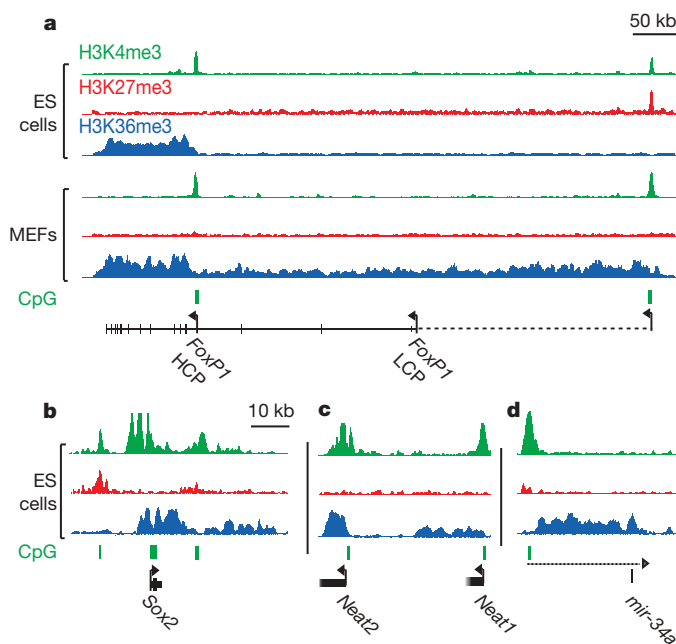 a
50 kb
H3K4me3
ES
cells
H3K27me3
H3K36me3
MEFs
CpG
FoxP1
HCP
FoxP1
LCP
b
10 kb
c
d
ES
cells
CpG
Sox2
Neat2
Neat1
mir-34a